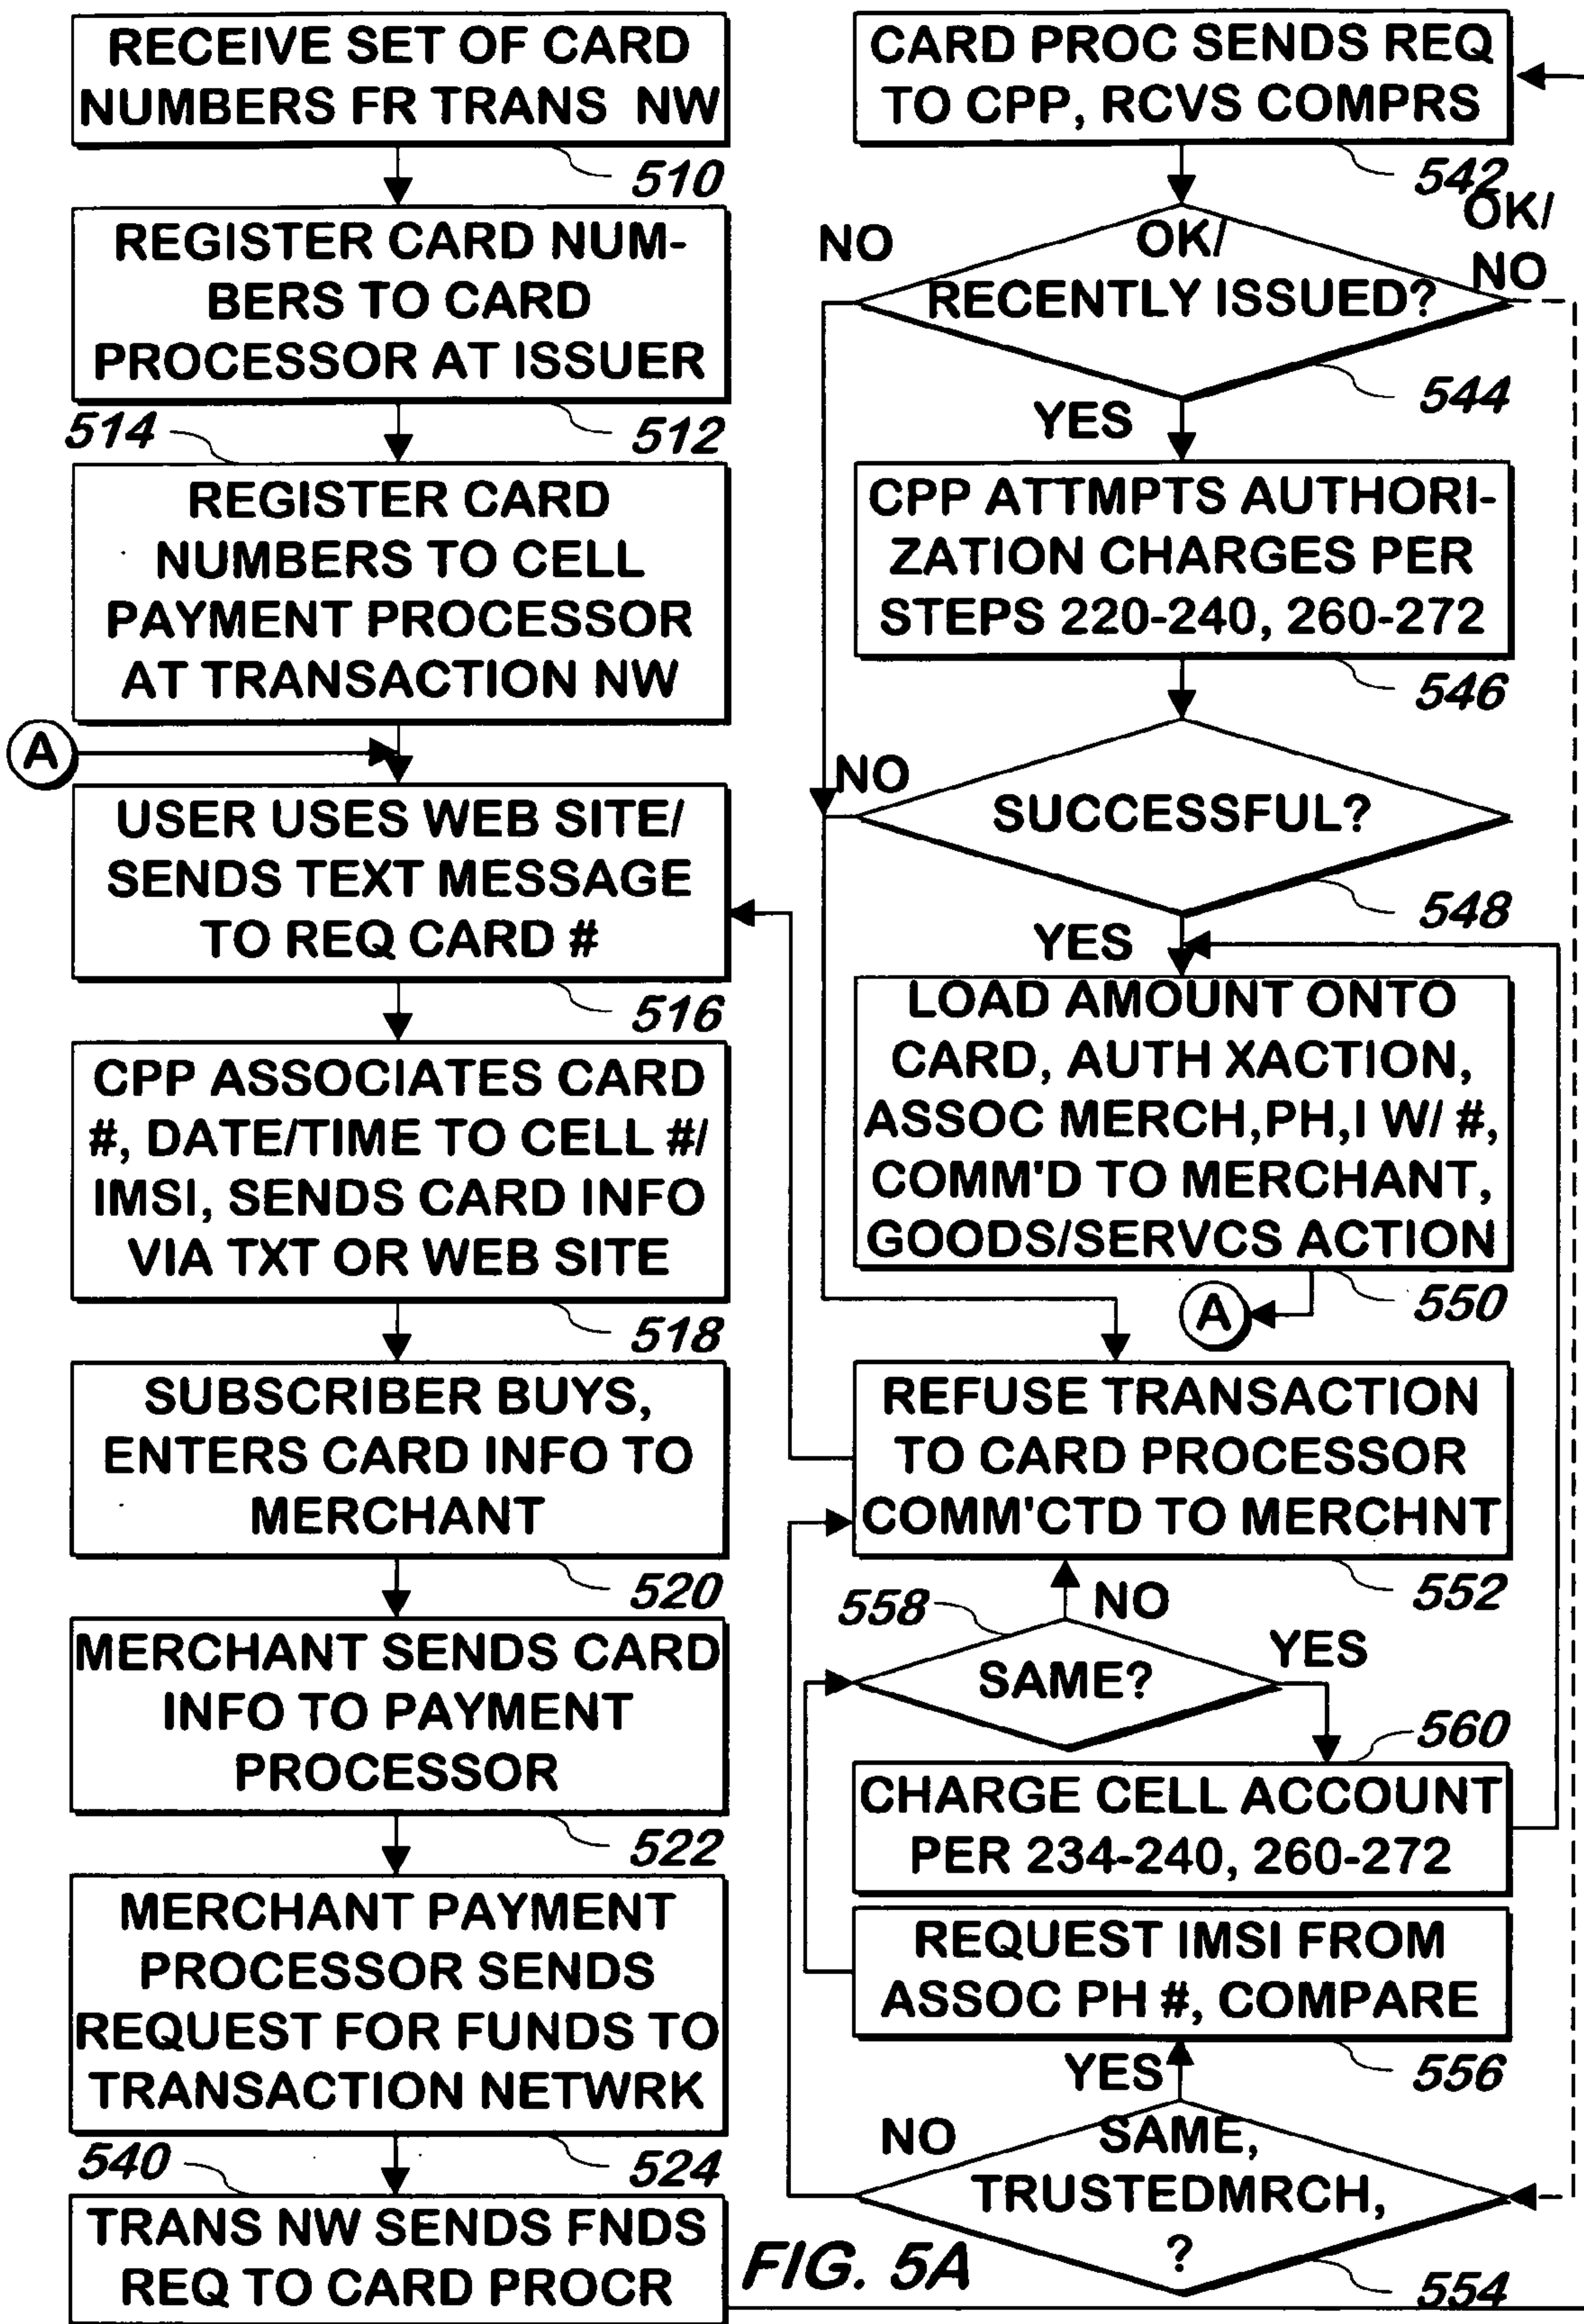 RECEIVE SET OF CARD
NUMBERS FR TRANS NW
510
REGISTER CARD NUM-
BERS TO CARD
PROCESSOR AT ISSUER
512
514
REGISTER CARD
NUMBERS TO CELL
PAYMENT PROCESSOR
AT TRANSACTION NW
A
USER USES WEB SITE/
SENDS TEXT MESSAGE
TO REQ CARD #
516
CPP ASSOCIATES CARD
#, DATE/TIME TO CELL #/
IMSI, SENDS CARD INFO
VIA TXT OR WEB SITE
518
SUBSCRIBER BUYS,
ENTERS CARD INFO TO
MERCHANT
520
MERCHANT SENDS CARD
INFO TO PAYMENT
PROCESSOR
522
MERCHANT PAYMENT
PROCESSOR SENDS
REQUEST FOR FUNDS TO
TRANSACTION NETWRK
524
540
TRANS NW SENDS FNDS
REQ TO CARD PROCR
CARD PROC SENDS REQ
TO CPP, RCVS COMPRS
542
OK/
NO
NO
OK/
RECENTLY ISSUED?
544
YES
CPP ATTMPTS AUTHORI-
ZATION CHARGES PER
STEPS 220-240, 260-272
546
NO
SUCCESSFUL?
548
YES
LOAD AMOUNT ONTO
CARD, AUTH XACTION,
ASSOC MERCH,PH,I W/ #,
COMM'D TO MERCHANT,
GOODS/SERVCS ACTION
550
A
REFUSE TRANSACTION
TO CARD PROCESSOR
COMM'CTD TO MERCHNT
552
558
NO
SAME?
YES
560
CHARGE CELL ACCOUNT
PER 234-240, 260-272
REQUEST IMSI FROM
ASSOC PH #, COMPARE
556
YES
NO
SAME,
TRUSTEDMRCH,
?
554
FIG. 5A